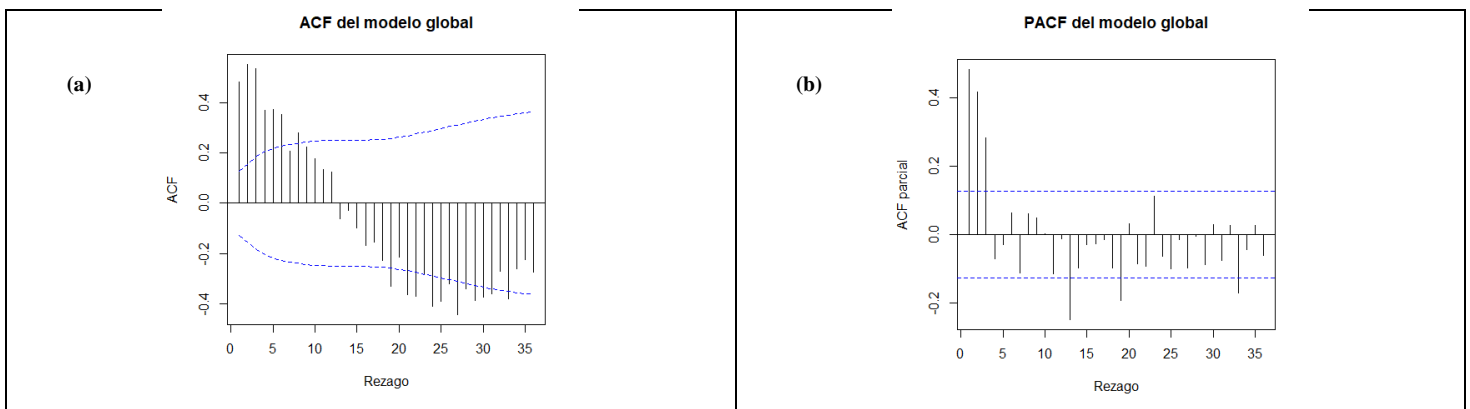 ACF del modelo global
(a)
0.4
0.2
0.0
-0.2
-0.4
ACF
0 5 10 15 20 25 30 35
Rezago
PACF del modelo global
(b)
0.4
0.2
0.0
-0.2
ACF parcial
0 5 10 15 20 25 30 35
Rezago